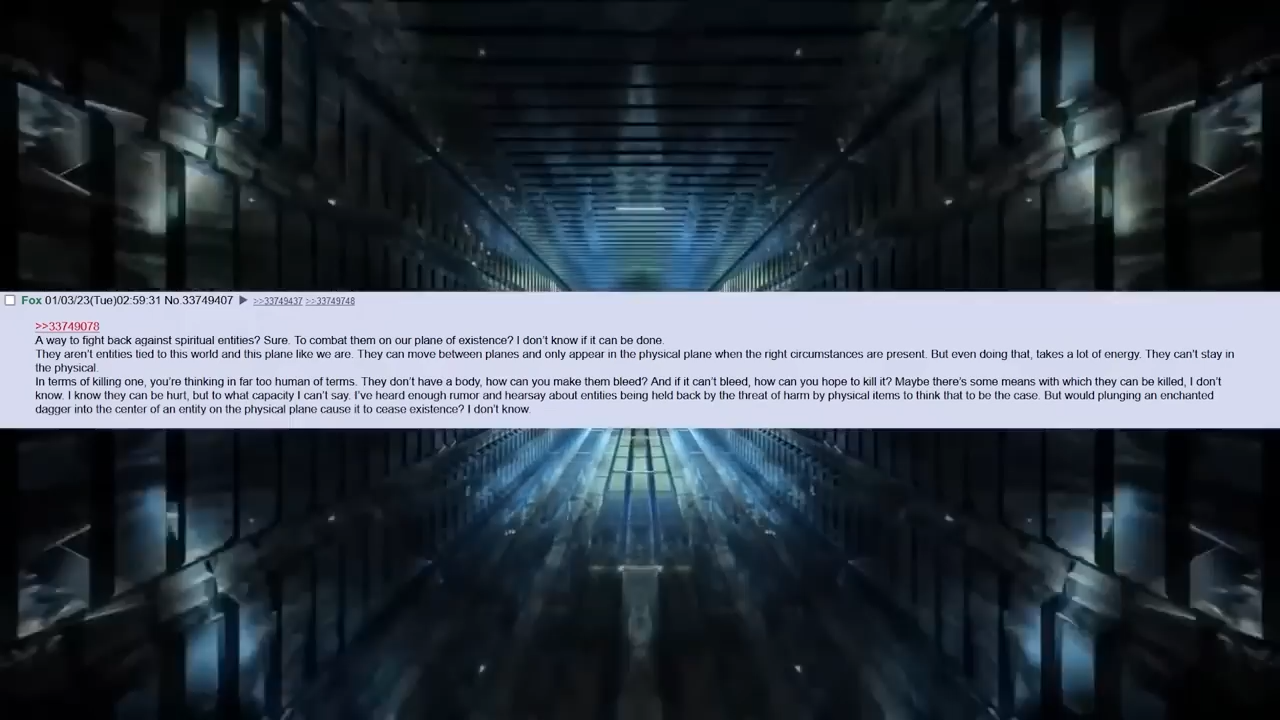 Fox 01/03/23(Tue)02:59:31 No.33749407 ▶ >>33749437 >>33749748
>>33749078
A way to fight back against spiritual entities? Sure. To combat them on our plane of existence? I don't know if it can be done.
They aren't entities tied to this world and this plane like we are. They can move between planes and only appear in the physical plane when the right circumstances are present. But even doing that, takes a lot of energy. They can't stay in
the physical.
In terms of killing one, you're thinking in far too human of terms. They don't have a body, how can you make them bleed? And if it can't bleed, how can you hope to kill it? Maybe there's some means with which they can be killed, I don't
know. I know they can be hurt, but to what capacity I can't say. I've heard enough rumor and hearsay about entities being held back by the threat of harm by physical items to think that to be the case. But would plunging an enchanted
dagger into the center of an entity on the physical plane cause it to cease existence? I don't know.